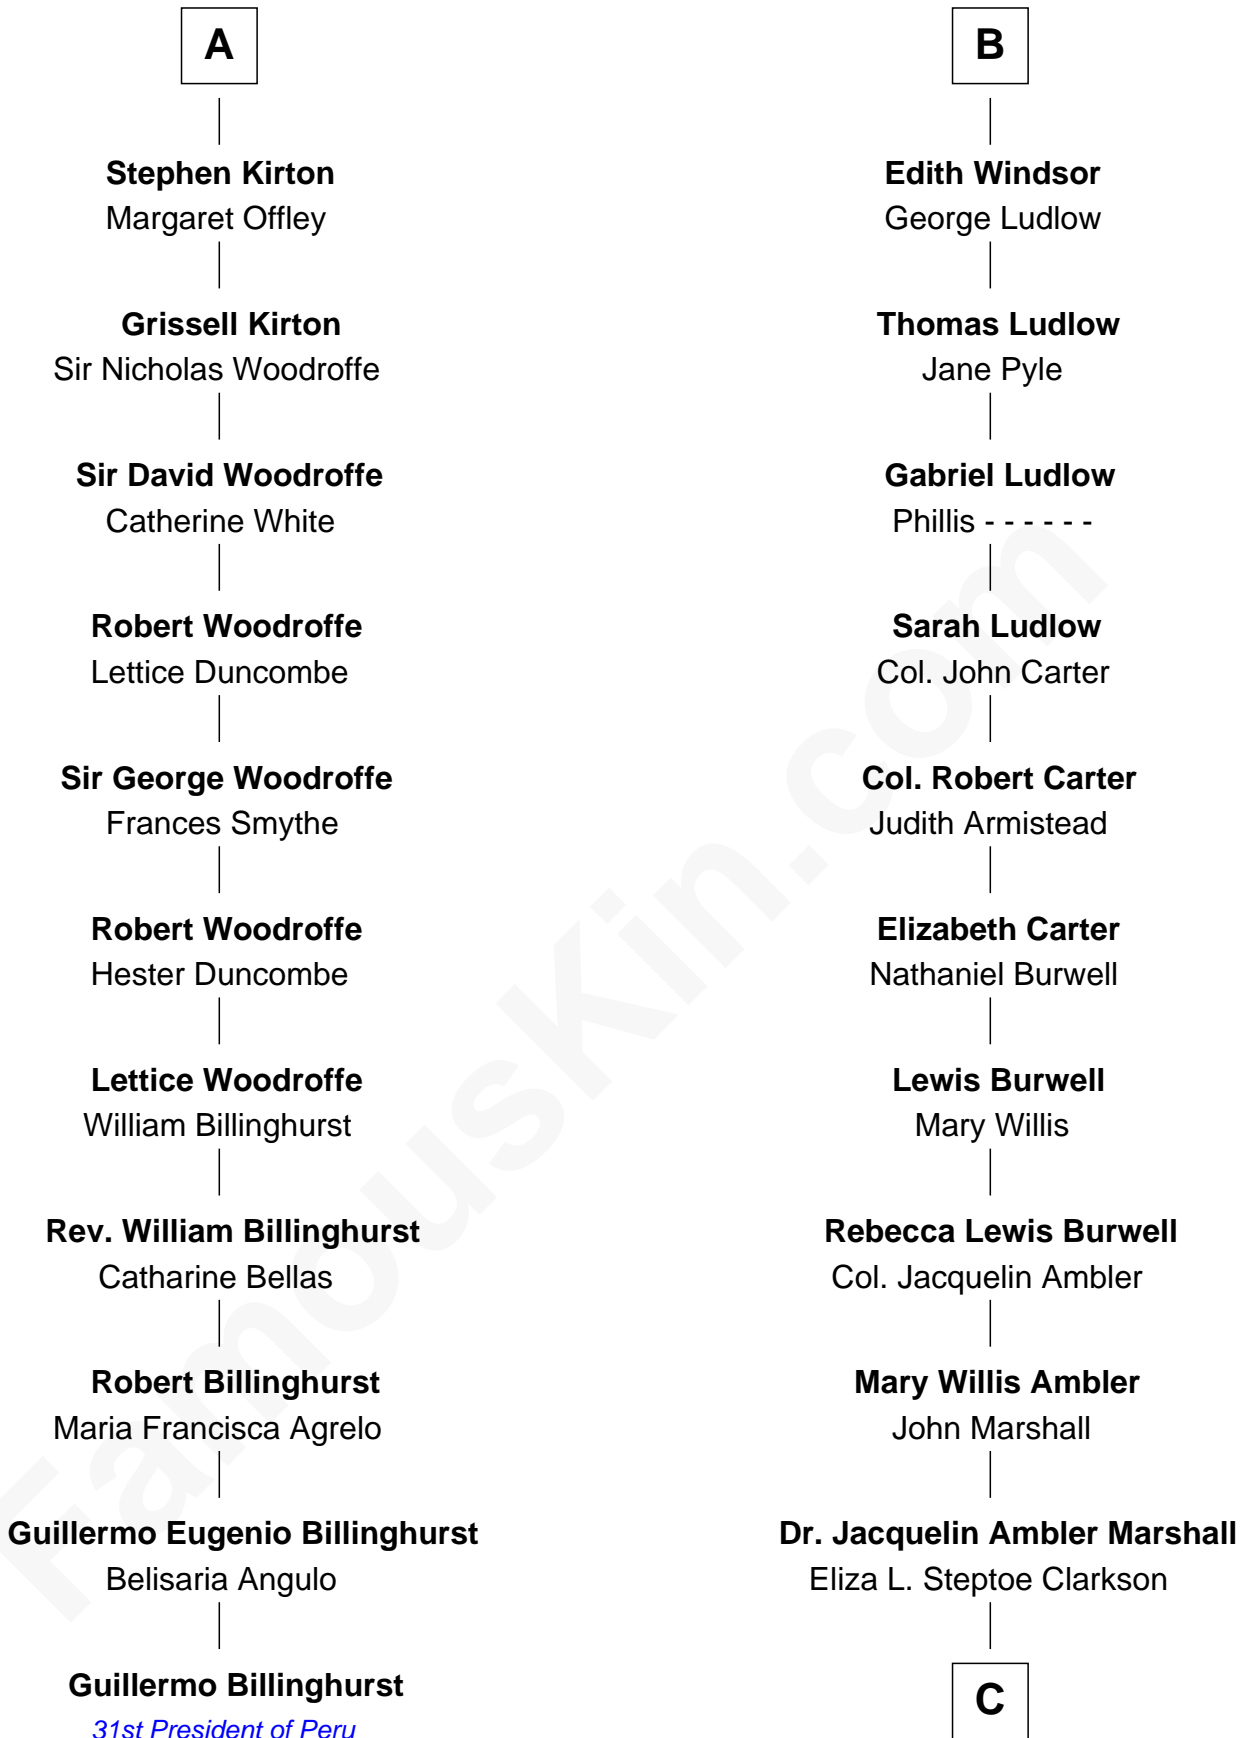 A
Stephen Kirton
Margaret Offley
Grissell Kirton
Sir Nicholas Woodroffe
Sir David Woodroffe
Catherine White
Robert Woodroffe
Lettice Duncombe
Sir George Woodroffe
Frances Smythe
Robert Woodroffe
Hester Duncombe
Lettice Woodroffe
William Billinghurst
Rev. William Billinghurst
Catharine Bellas
Robert Billinghurst
Maria Francisca Agrelo
Guillermo Eugenio Billinghurst
Belisaria Angulo
Guillermo Billinghurst
31st President of Peru
B
Edith Windsor
George Ludlow
Thomas Ludlow
Jane Pyle
Gabriel Ludlow
Phillis - - - - - -
Sarah Ludlow
Col. John Carter
Col. Robert Carter
Judith Armistead
Elizabeth Carter
Nathaniel Burwell
Lewis Burwell
Mary Willis
Rebecca Lewis Burwell
Col. Jacquelin Ambler
Mary Willis Ambler
John Marshall
Dr. Jacquelin Ambler Marshall
Eliza L. Steptoe Clarkson
C
FamousKin.com